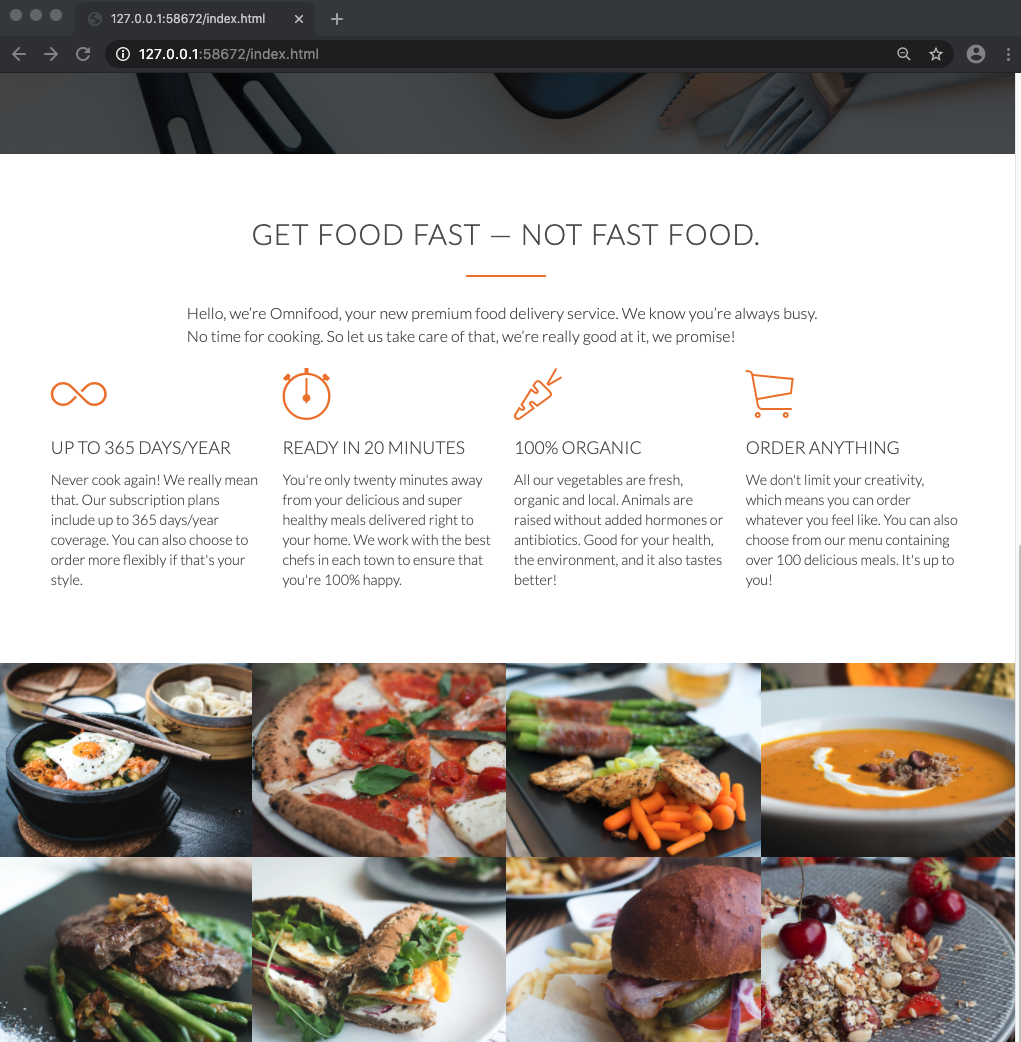 127.0.0.1:58672/index.html
127.0.0.1:58672/index.html
GET FOOD FAST — NOT FAST FOOD.
Hello, we’re Omnifood, your new premium food delivery service. We know you’re always busy.
No time for cooking. So let us take care of that, we’re really good at it, we promise!
UP TO 365 DAYS/YEAR
Never cook again! We really mean
that. Our subscription plans
include up to 365 days/year
coverage. You can also choose to
order more flexibly if that's your
style.
READY IN 20 MINUTES
You're only twenty minutes away
from your delicious and super
healthy meals delivered right to
your home. We work with the best
chefs in each town to ensure that
you're 100% happy.
100% ORGANIC
All our vegetables are fresh,
organic and local. Animals are
raised without added hormones or
antibiotics. Good for your health,
the environment, and it also tastes
better!
ORDER ANYTHING
We don't limit your creativity,
which means you can order
whatever you feel like. You can also
choose from our menu containing
over 100 delicious meals. It's up to
you!